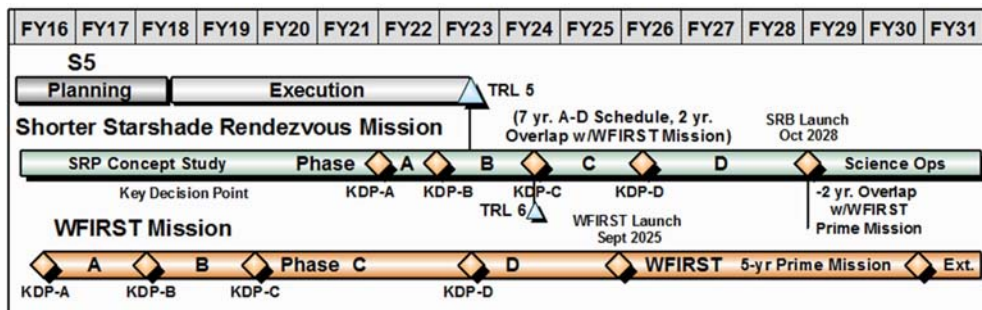 FY16 FY17 FY18 FY19 FY20 FY21 FY22 FY23 FY24 FY25 FY26 FY27 FY28 FY29 FY30 FY31
S5
Planning Execution TRL 5
(7 yr. A-D Schedule, 2 yr.
Overlap w/WFIRST Mission)
SRB Launch
Oct 2028
Shorter Starshade Rendezvous Mission
SRP Concept Study Phase A B C D Science Ops
Key Decision Point KDP-A KDP-B KDP-C KDP-D
TRL 6
-2 yr. Overlap
w/WFIRST
Prime Mission
WFIRST Launch
Sept 2025
WFIRST Mission
A B Phase C D WFIRST 5-yr Prime Mission Ext.
KDP-A KDP-B KDP-C KDP-D